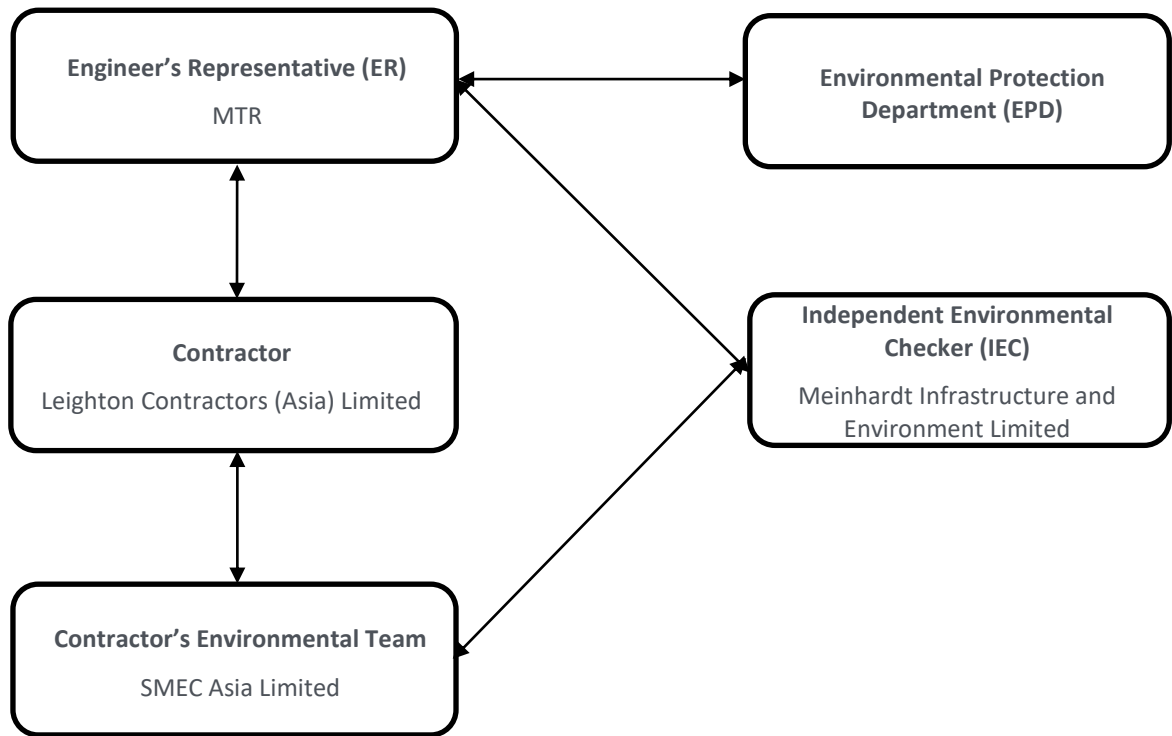 Engineer’s Representative (ER)
MTR
Environmental Protection
Department (EPD)
Contractor
Leighton Contractors (Asia) Limited
Independent Environmental
Checker (IEC)
Meinhardt Infrastructure and
Environment Limited
Contractor’s Environmental Team
SMEC Asia Limited